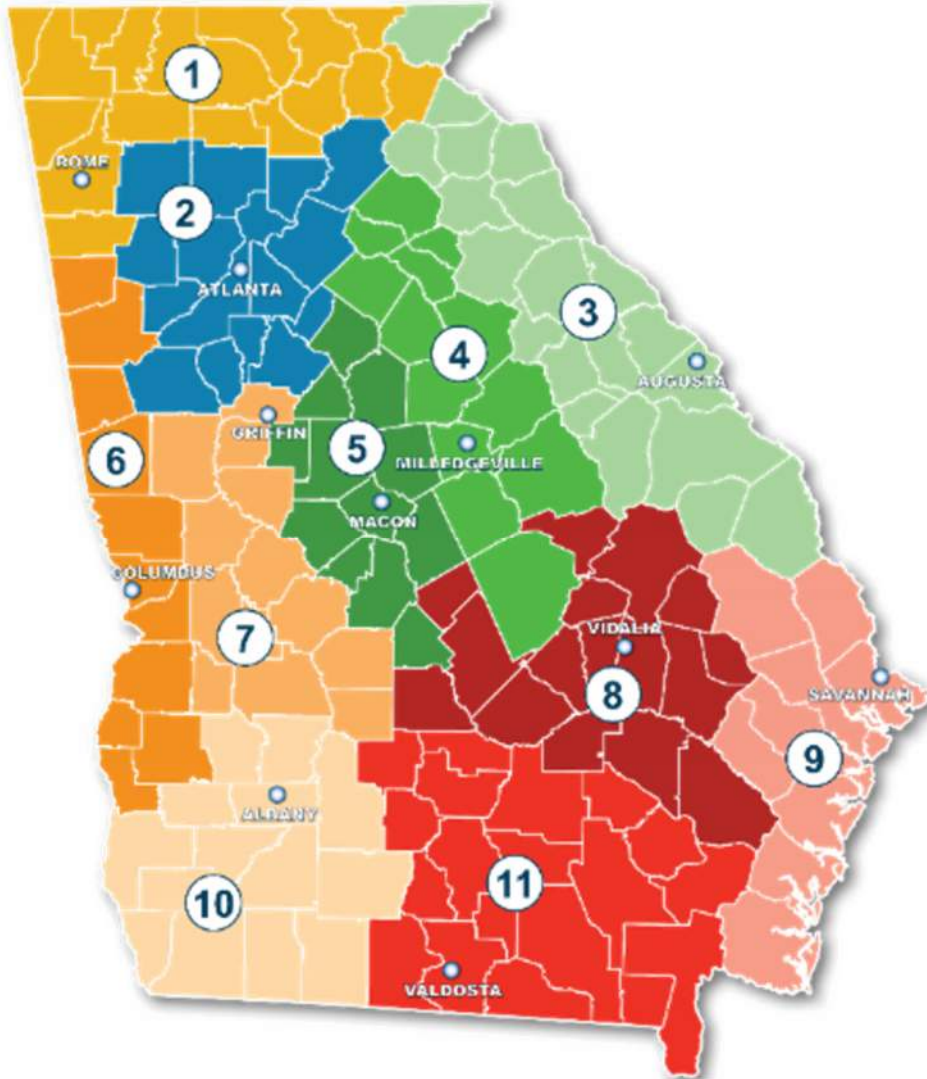 1
ROME
2
ATLANTA
3
4
AUGUSTA
GRIFFIN
5
6
MILLEDGEVILLE
MACON
COLUMBUS
7
VIDALIA
8
SAVANNAH
9
ALBANY
10
11
VALDOSTA